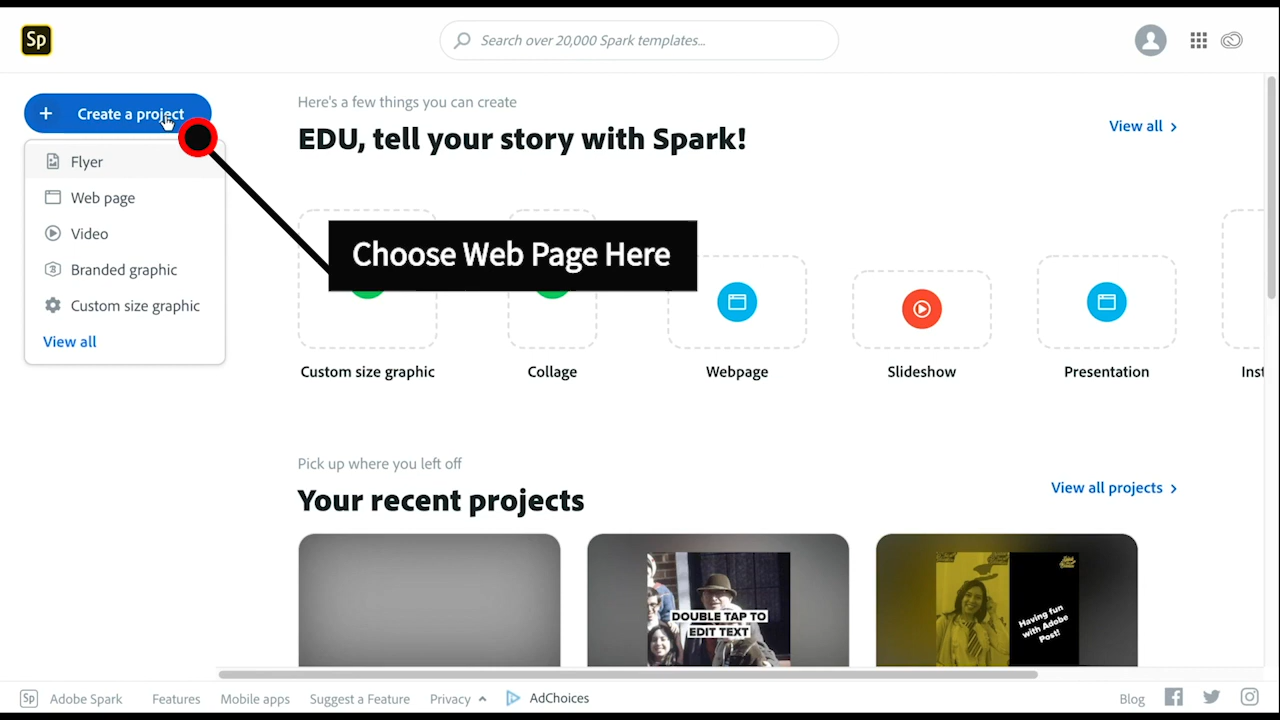 Sp
Search over 20,000 Spark templates...
+ Create a project
Flyer
Web page
Video
Branded graphic
Custom size graphic
View all
Here's a few things you can create
EDU, tell your story with Spark!
View all >
Choose Web Page Here
Custom size graphic
Collage
Webpage
Slideshow
Presentation
Inst
Pick up where you left off
Your recent projects
View all projects >
DOUBLE TAP TO
EDIT TEXT
Having fun
with Adobe
Post!
Sp Adobe Spark
Features
Mobile apps
Suggest a Feature
Privacy
AdChoices
Blog